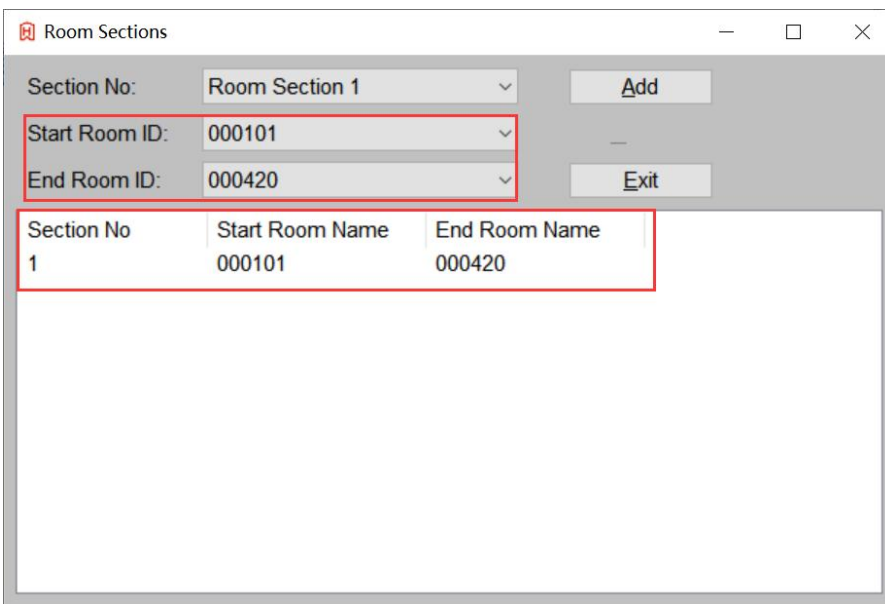 Room Sections
Section No: Room Section 1 Add
Start Room ID: 000101
End Room ID: 000420 Exit
Section No Start Room Name End Room Name
1 000101 000420